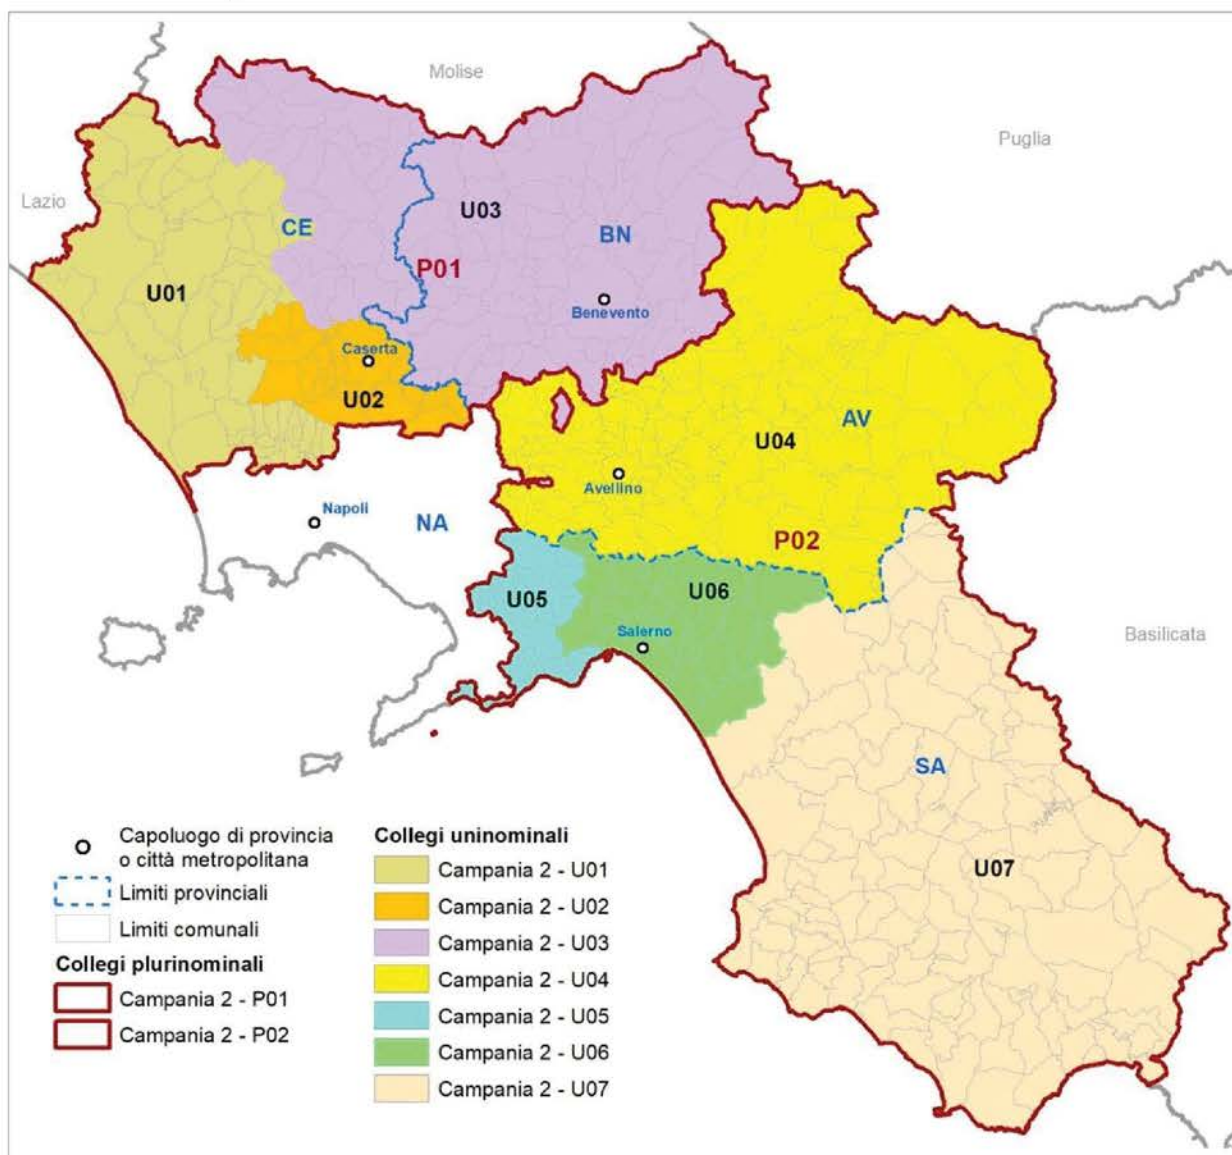 Molise
Puglia
Lazio
U03
CE
BN
P01
U01
Benevento
Caserta
U02
AV
U04
Avellino
Napoli
NA
P02
U05
U06
Salerno
Basilicata
SA
U07
Capoluogo di provincia
o città metropolitana
Limiti provinciali
Limiti comunali
Collegi plurinominali
Campania 2 - P01
Campania 2 - P02
Collegi uninominali
Campania 2 - U01
Campania 2 - U02
Campania 2 - U03
Campania 2 - U04
Campania 2 - U05
Campania 2 - U06
Campania 2 - U07